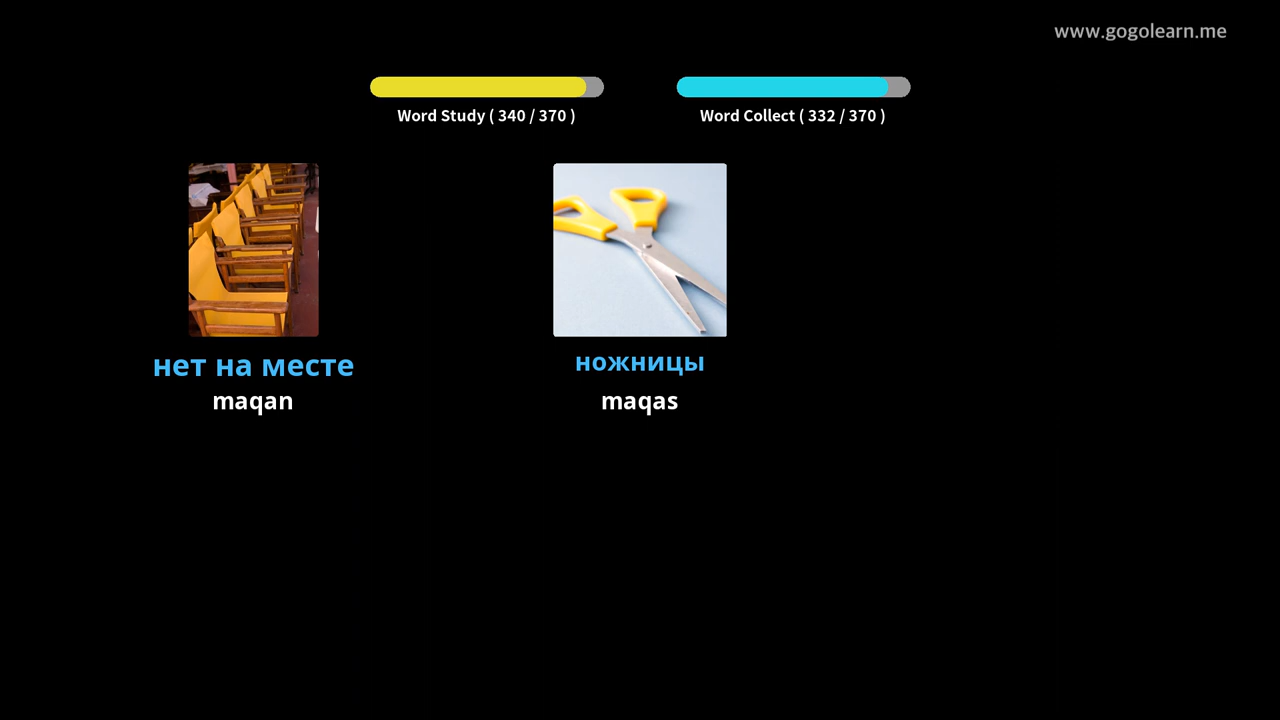 www.gogolearn.me
Word Study ( 340 / 370 )
Word Collect ( 332 / 370 )
нет на месте
maqan
ножницы
maqas